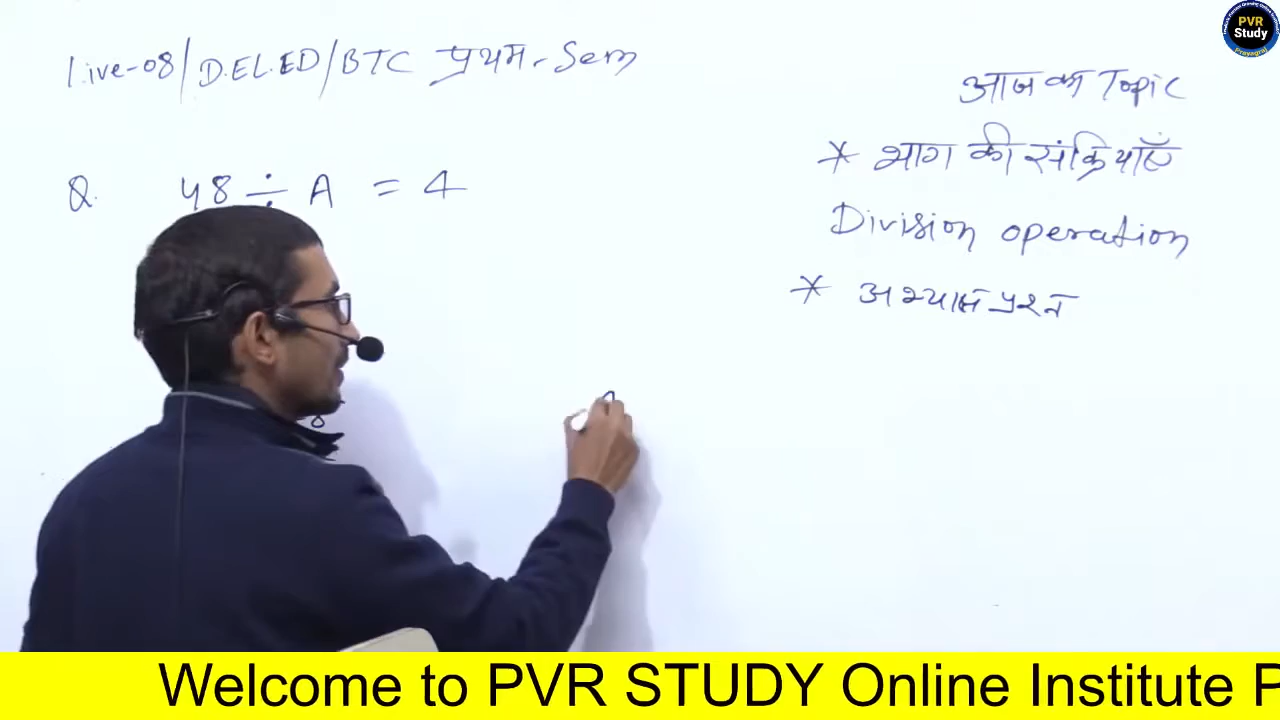 Live-08/D.EL.ED/BTC प्रथम-Sem
आज का Topic
* भाग की संक्रियाएँ
Division operation
* अभ्यास प्रश्न
Q. 48 ÷ A = 4
PVR
Study
Prayagraj
Welcome to PVR STUDY Online Institute P